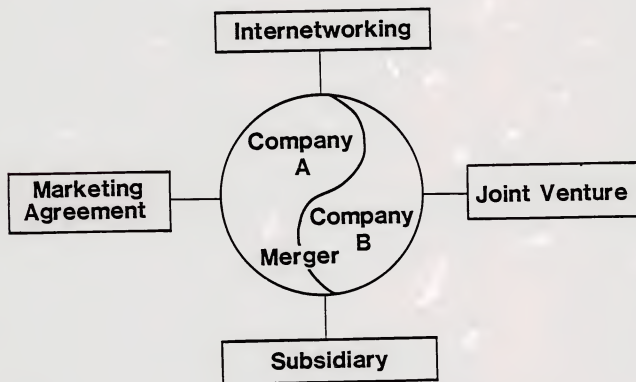 Internetworking
Company
A
Marketing
Agreement
Joint Venture
Company
B
Merger
Subsidiary